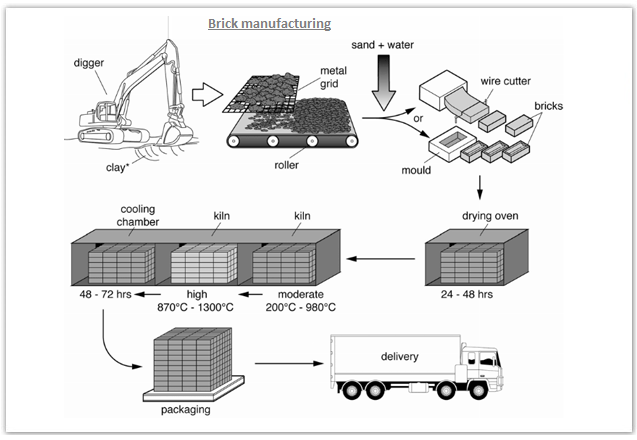 Brick manufacturing
digger
clay*
metal
grid
roller
sand + water
or
or
wire cutter
bricks
mould
drying oven
24 - 48 hrs
cooling
chamber
kiln
kiln
48 - 72 hrs
high
870°C - 1300°C
moderate
200°C - 980°C
packaging
delivery